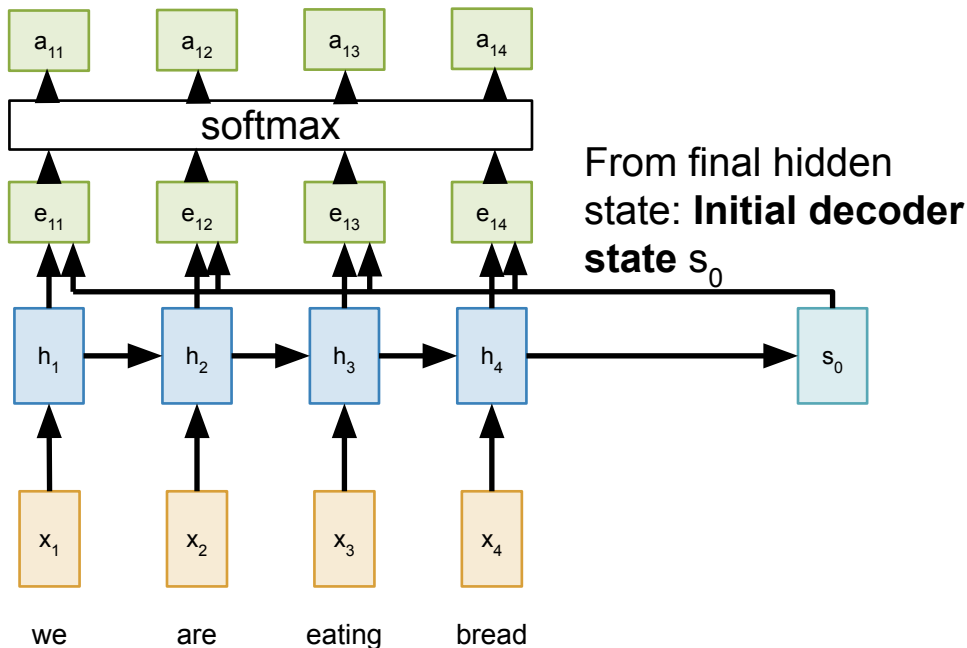 a₁₁ a₁₂ a₁₃ a₁₄
softmax
From final hidden
state: Initial decoder
state s₀
e₁₁ e₁₂ e₁₃ e₁₄
h₁ h₂ h₃ h₄ s₀
x₁ x₂ x₃ x₄
we are eating bread